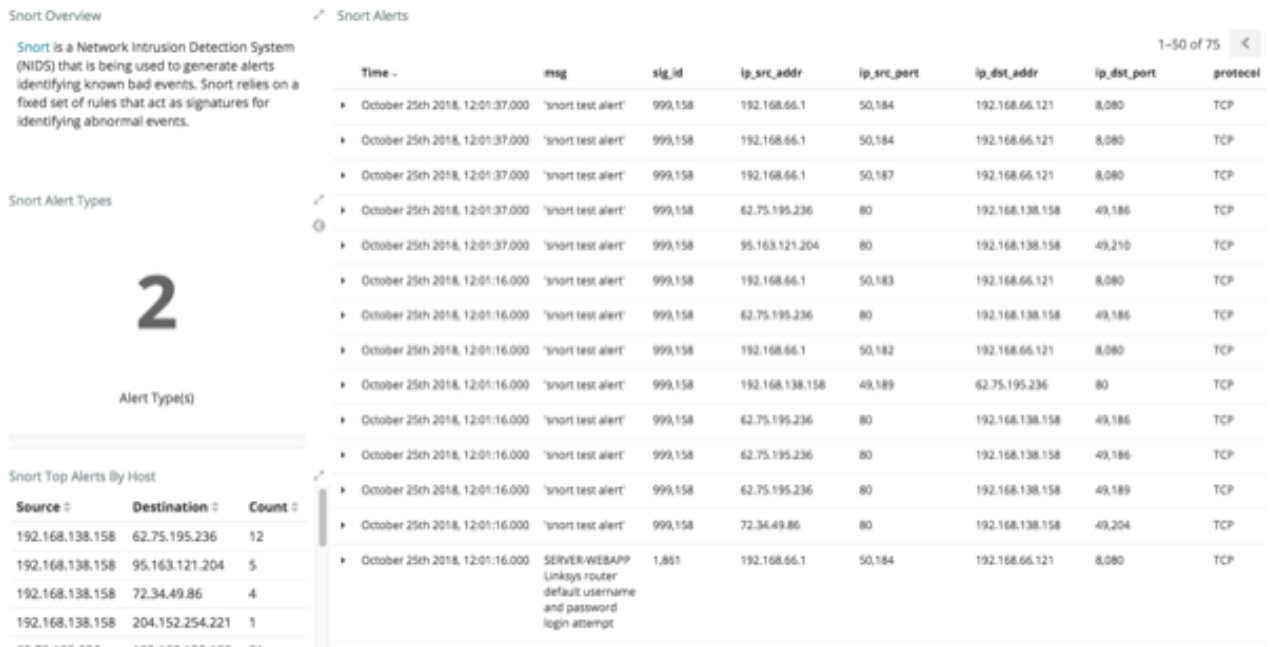 Snort Overview
Snort is a Network Intrusion Detection System
(NIDS) that is being used to generate alerts
identifying known bad events. Snort relies on a
fixed set of rules that act as signatures for
identifying abnormal events.
Snort Alert Types
2
Alert Type(s)
Snort Top Alerts By Host
Source Destination Count
192.168.138.158 62.75.195.236 12
192.168.138.158 95.163.121.204 5
192.168.138.158 72.34.49.86 4
192.168.138.158 204.152.254.221 1
Snort Alerts
1–50 of 75
Time msg sig_id ip_src_addr ip_src_port ip_dst_addr ip_dst_port protocol
October 25th 2018, 12:01:37.000 'snort test alert' 999,158 192.168.66.1 50,184 192.168.66.121 8,080 TCP
October 25th 2018, 12:01:37.000 'snort test alert' 999,158 192.168.66.1 50,184 192.168.66.121 8,080 TCP
October 25th 2018, 12:01:37.000 'snort test alert' 999,158 192.168.66.1 50,187 192.168.66.121 8,080 TCP
October 25th 2018, 12:01:37.000 'snort test alert' 999,158 62.75.195.236 80 192.168.138.158 49,186 TCP
October 25th 2018, 12:01:37.000 'snort test alert' 999,158 95.163.121.204 80 192.168.138.158 49,210 TCP
October 25th 2018, 12:01:16.000 'snort test alert' 999,158 192.168.66.1 50,183 192.168.66.121 8,080 TCP
October 25th 2018, 12:01:16.000 'snort test alert' 999,158 62.75.195.236 80 192.168.138.158 49,186 TCP
October 25th 2018, 12:01:16.000 'snort test alert' 999,158 192.168.66.1 50,182 192.168.66.121 8,080 TCP
October 25th 2018, 12:01:16.000 'snort test alert' 999,158 192.168.138.158 49,189 62.75.195.236 80 TCP
October 25th 2018, 12:01:16.000 'snort test alert' 999,158 62.75.195.236 80 192.168.138.158 49,186 TCP
October 25th 2018, 12:01:16.000 'snort test alert' 999,158 62.75.195.236 80 192.168.138.158 49,186 TCP
October 25th 2018, 12:01:16.000 'snort test alert' 999,158 62.75.195.236 80 192.168.138.158 49,189 TCP
October 25th 2018, 12:01:16.000 'snort test alert' 999,158 72.34.49.86 80 192.168.138.158 49,204 TCP
October 25th 2018, 12:01:16.000 SERVER-WEBAPP 1,861 192.168.66.1 50,184 192.168.66.121 8,080 TCP
Linksys router
default username
and password
login attempt